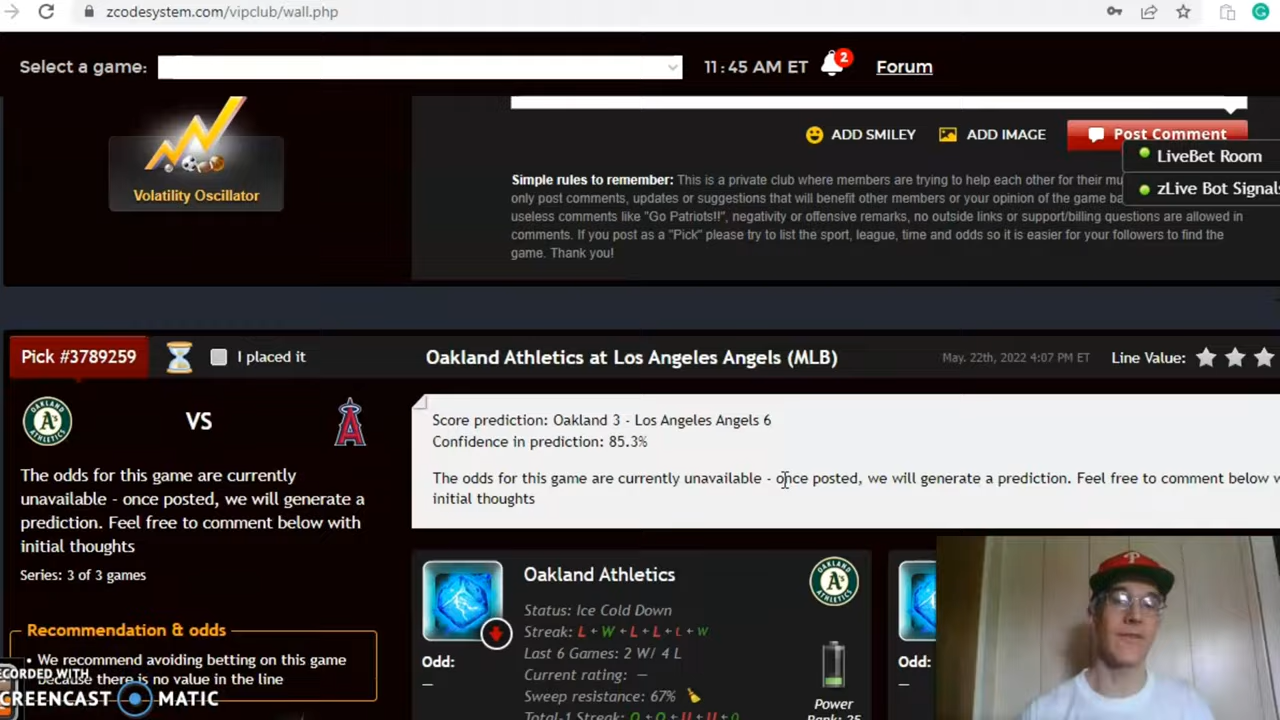 zcodesystem.com/vipclub/wall.php
Select a game:
11:45 AM ET
2
Forum
Volatility Oscillator
ADD SMILEY
ADD IMAGE
Post Comment
LiveBet Room
zLive Bot Signals
Simple rules to remember: This is a private club where members are trying to help each other for their mu
only post comments, updates or suggestions that will benefit other members or your opinion of the game ba
useless comments like "Go Patriots!!", negativity or offensive remarks, no outside links or support/billing questions are allowed in
comments. If you post as a "Pick" please try to list the sport, league, time and odds so it is easier for your followers to find the
game. Thank you!
Pick #3789259
I placed it
Oakland Athletics at Los Angeles Angels (MLB)
May. 22th, 2022 4:07 PM ET
Line Value:
A's
VS
A
The odds for this game are currently
unavailable - once posted, we will generate a
prediction. Feel free to comment below with
initial thoughts
Series: 3 of 3 games
Score prediction: Oakland 3 - Los Angeles Angels 6
Confidence in prediction: 85.3%
The odds for this game are currently unavailable - once posted, we will generate a prediction. Feel free to comment below w
initial thoughts
Recommendation & odds
• We recommend avoiding betting on this game
because there is no value in the line
Oakland Athletics
A's
Status: Ice Cold Down
Streak: L + W + L + L + L + W
Last 6 Games: 2 W/ 4 L
Current rating: —
Sweep resistance: 67%
Odd:
—
Power
Odd:
—
P
RECORDED WITH
SCREENCAST MATIC